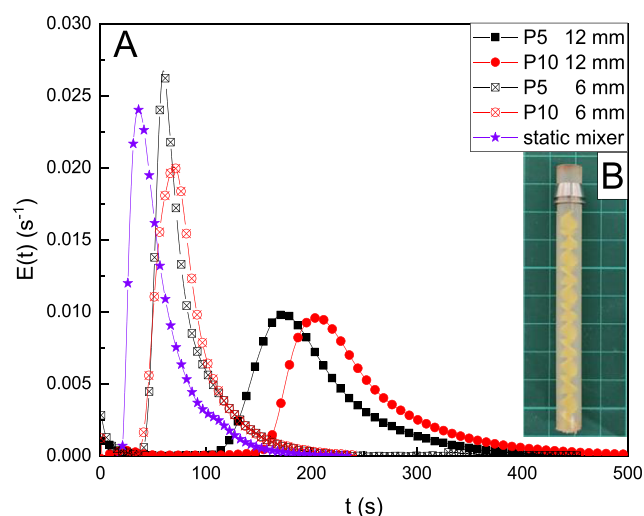 A
P5 12 mm
P10 12 mm
P5 6 mm
P10 6 mm
static mixer
B
E(t) (s-1)
0.030
0.025
0.020
0.015
0.010
0.005
0.000
0 100 200 300 400 500
t (s)